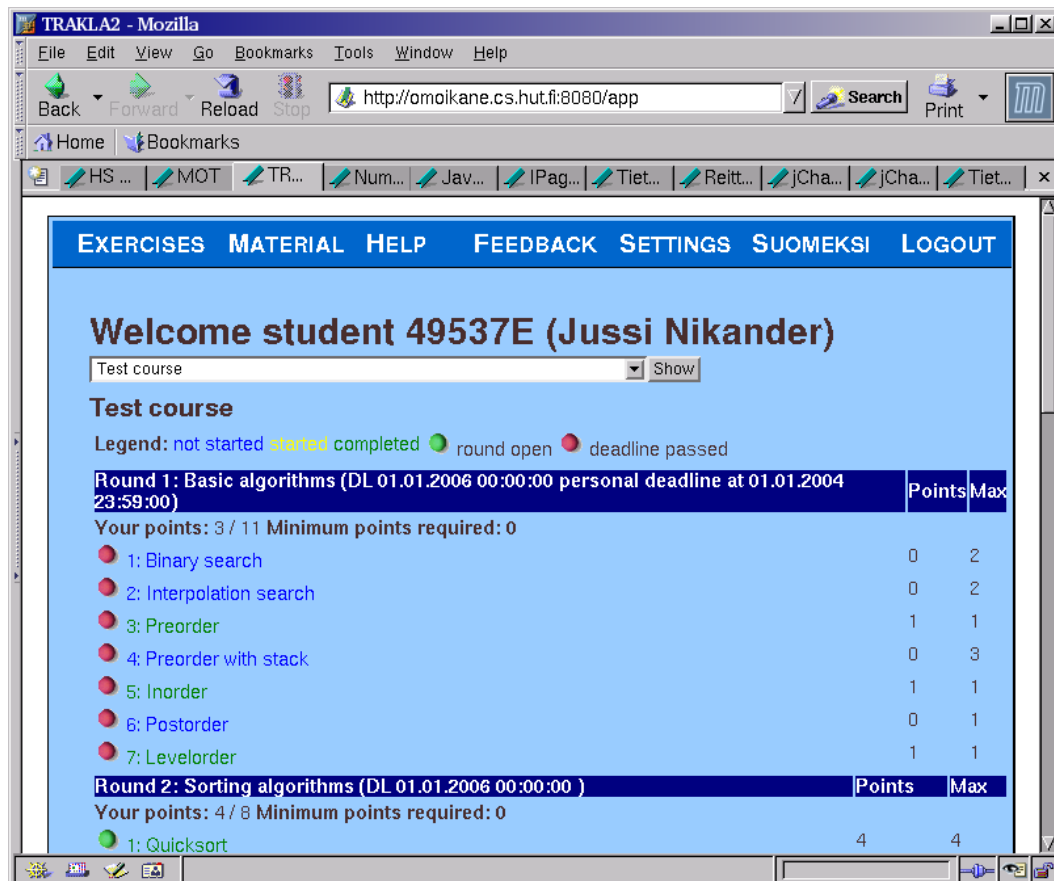 TRAKLA2 - Mozilla
File Edit View Go Bookmarks Tools Window Help
Back Forward Reload Stop http://omoikane.cs.hut.fi:8080/app Search Print
Home Bookmarks
HS ... MOT TR... Num... Jav... IPag... Tiet... Reitt... jCha... jCha... Tiet...
EXERCISES MATERIAL HELP FEEDBACK SETTINGS SUOMEKSI LOGOUT
Welcome student 49537E (Jussi Nikander)
Test course Show
Test course
Legend: not started started completed round open deadline passed
Round 1: Basic algorithms (DL 01.01.2006 00:00:00 personal deadline at 01.01.2004 23:59:00) Points Max
Your points: 3 / 11 Minimum points required: 0
1: Binary search 0 2
2: Interpolation search 0 2
3: Preorder 1 1
4: Preorder with stack 0 3
5: Inorder 1 1
6: Postorder 0 1
7: Levelorder 1 1
Round 2: Sorting algorithms (DL 01.01.2006 00:00:00 ) Points Max
Your points: 4 / 8 Minimum points required: 0
1: Quicksort 4 4